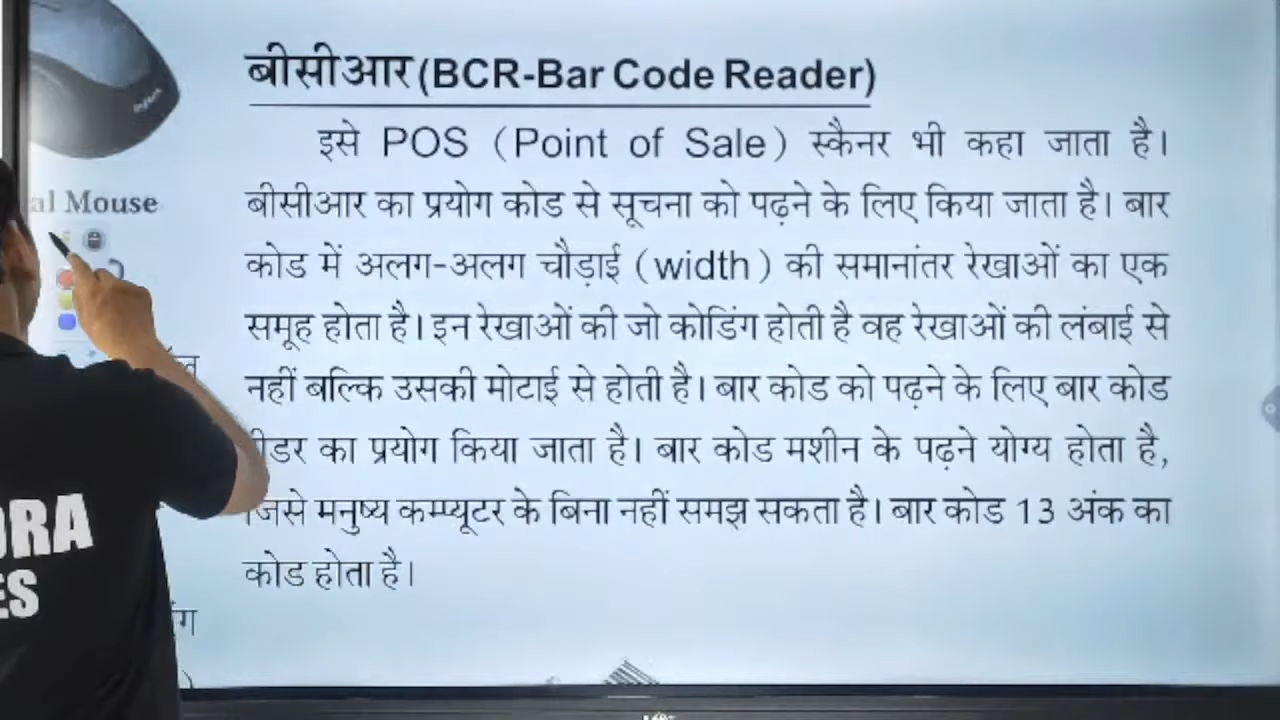 बीसीआर (BCR-Bar Code Reader)
इसे POS (Point of Sale) स्कैनर भी कहा जाता है।
बीसीआर का प्रयोग कोड से सूचना को पढ़ने के लिए किया जाता है। बार
al Mouse
कोड में अलग-अलग चौड़ाई (width) की समानांतर रेखाओं का एक
समूह होता है। इन रेखाओं की जो कोडिंग होती है वह रेखाओं की लंबाई से
नहीं बल्कि उसकी मोटाई से होती है। बार कोड को पढ़ने के लिए बार कोड
का प्रयोग किया जाता है। बार कोड मशीन के पढ़ने योग्य होता है,
जिसे मनुष्य कम्प्यूटर के बिना नहीं समझ सकता है। बार कोड 13 अंक का
कोड होता है।
ORA
ES